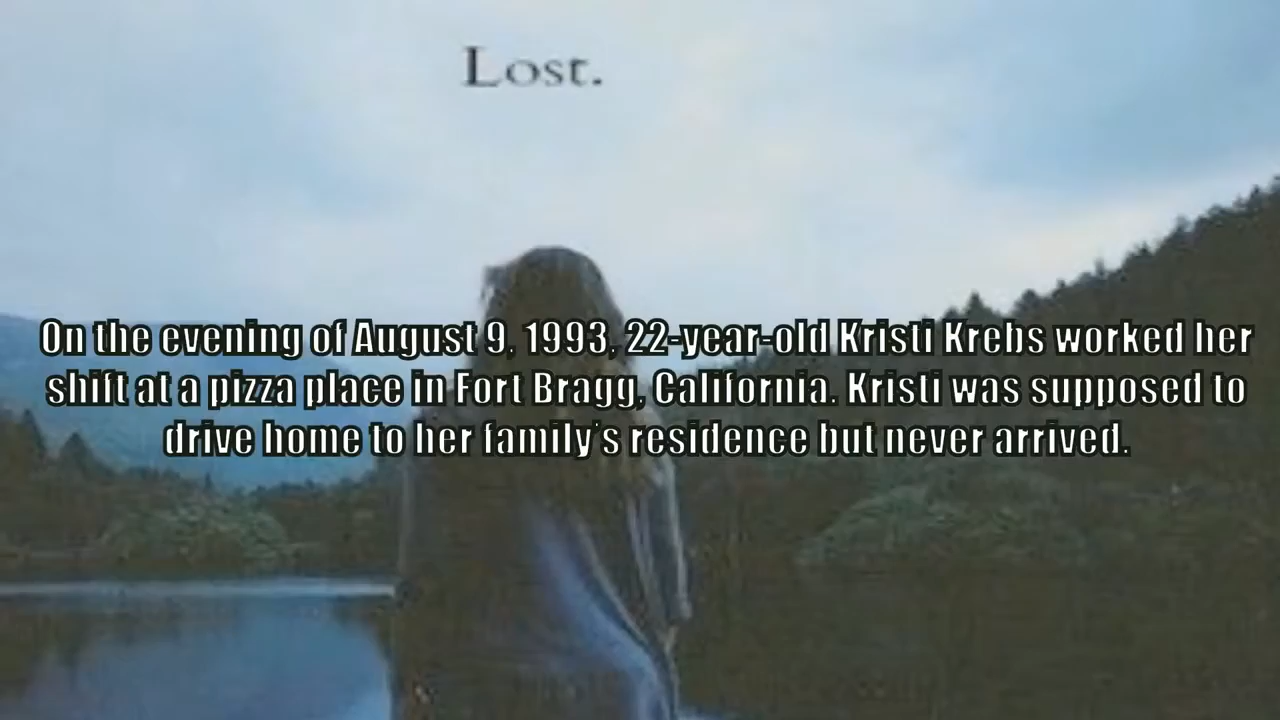 Lost.
On the evening of August 9, 1993, 22-year-old Kristi Krebs worked her
shift at a pizza place in Fort Bragg, California. Kristi was supposed to
drive home to her family's residence but never arrived.